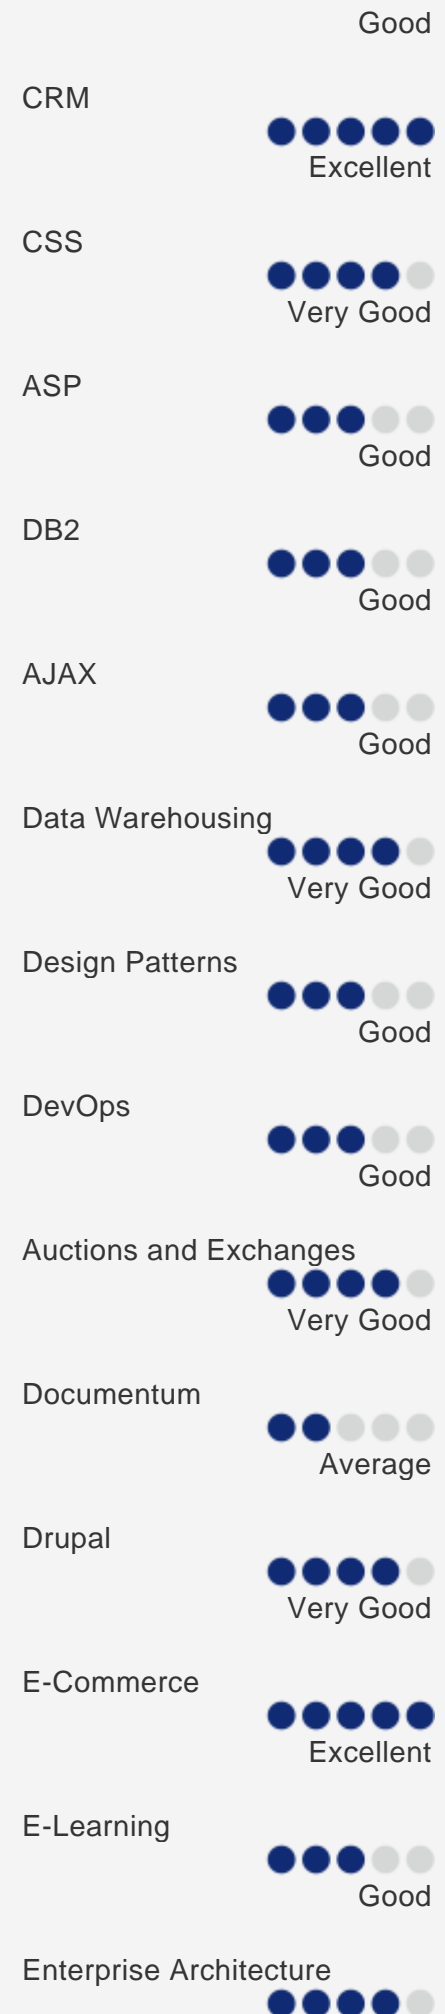 Good
CRM
Excellent
CSS
Very Good
ASP
Good
DB2
Good
AJAX
Good
Data Warehousing
Very Good
Design Patterns
Good
DevOps
Good
Auctions and Exchanges
Very Good
Documentum
Average
Drupal
Very Good
E-Commerce
Excellent
E-Learning
Good
Enterprise Architecture